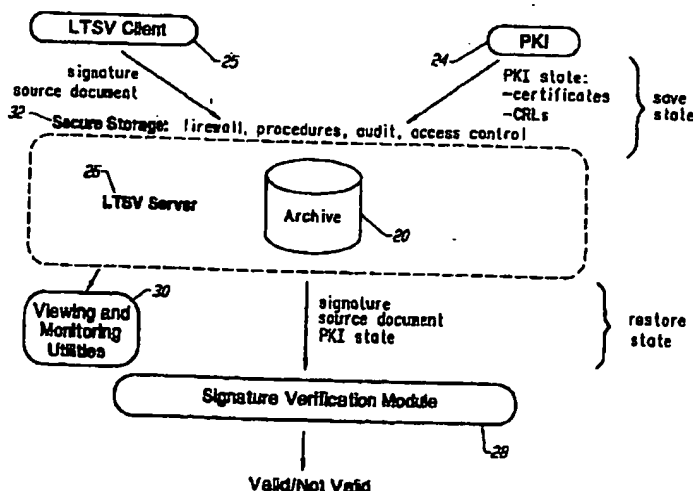 LTSV Client
25
PKI
24
signature
source document
PKI state:
-certificates
-CRLs
save
state
32
Secure Storage: firewall, procedures, audit, access control
26
LTSV Server
Archive
20
30
Viewing and
Monitoring
Utilities
signature
source document
PKI state
restore
state
Signature Verification Module
28
Valid/Not Valid